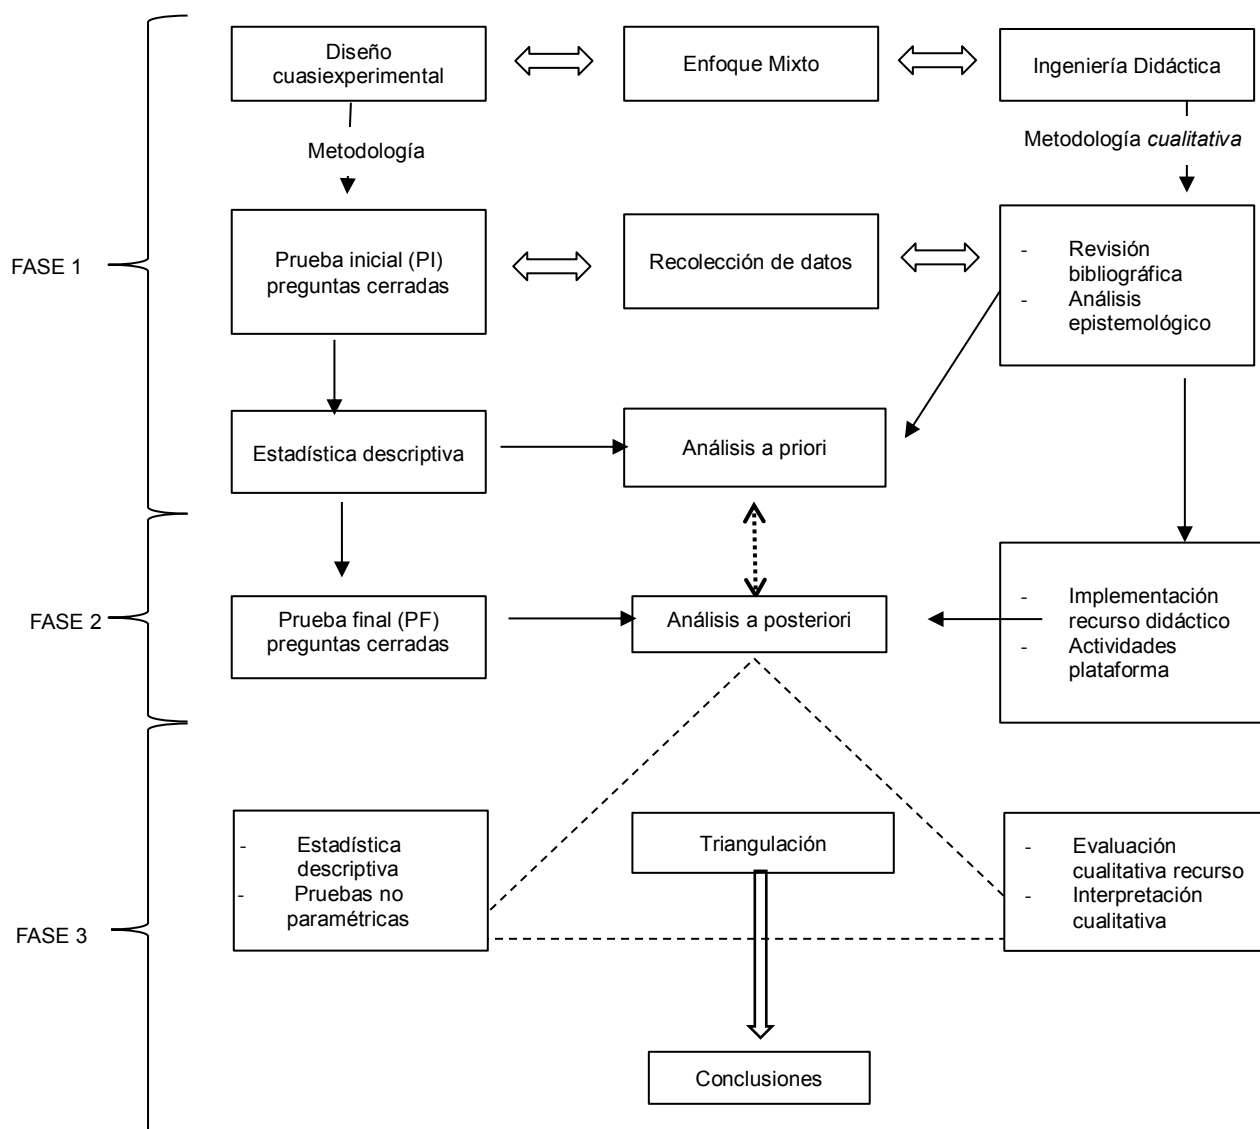 Diseño
cuasiexperimental
Enfoque Mixto
Ingeniería Didáctica
Metodología
Metodología cualitativa
FASE 1
Prueba inicial (PI)
preguntas cerradas
Recolección de datos
- Revisión
bibliográfica
- Análisis
epistemológico
Estadística descriptiva
Análisis a priori
FASE 2
Prueba final (PF)
preguntas cerradas
Análisis a posteriori
- Implementación
recurso didáctico
- Actividades
plataforma
FASE 3
- Estadística
descriptiva
- Pruebas no
paramétricas
Triangulación
- Evaluación
cualitativa recurso
- Interpretación
cualitativa
Conclusiones